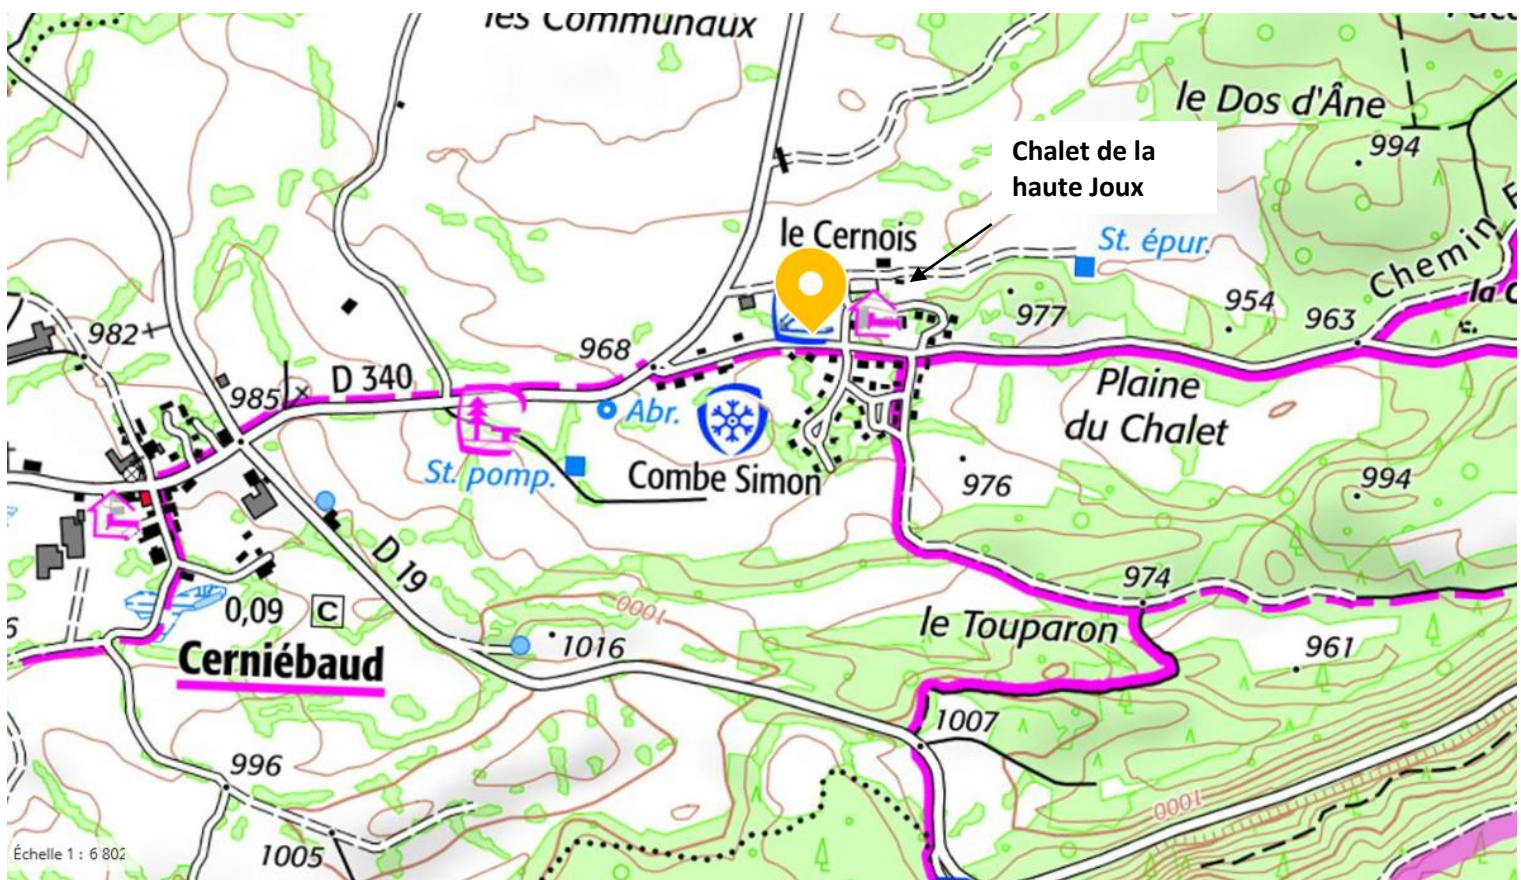 les Communaux
le Dos d'Âne
994
Chalet de la
haute Joux
le Cernois
St. épur.
Chemin
977
954
963
la C
982
968
985
D 340
Abr.
Plaine
du Chalet
St. pomp.
Combe Simon
976
994
D 19
974
0,09
C
1000
1016
le Touparon
961
Cerniébaud
1007
996
1000
1005
Échelle 1 : 6 802